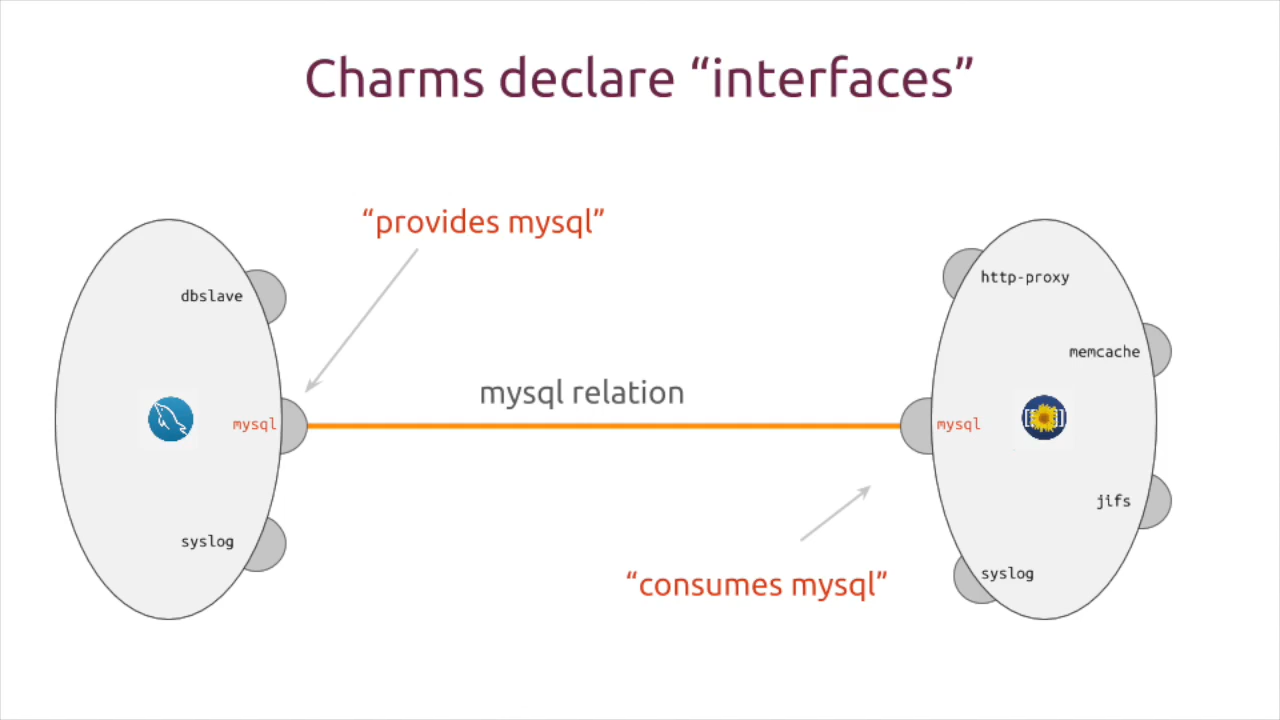 Charms declare “interfaces”
“provides mysql”
dbslave
mysql
syslog
mysql relation
“consumes mysql”
http-proxy
memcache
mysql
jifs
syslog